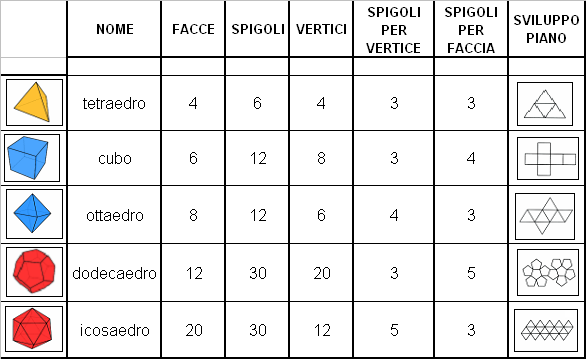 NOME FACCE SPIGOLI VERTICI SPIGOLI PER VERTICE SPIGOLI PER FACCIA SVILUPPO PIANO
tetraedro 4 6 4 3 3
cubo 6 12 8 3 4
ottaedro 8 12 6 4 3
dodecaedro 12 30 20 3 5
icosaedro 20 30 12 5 3